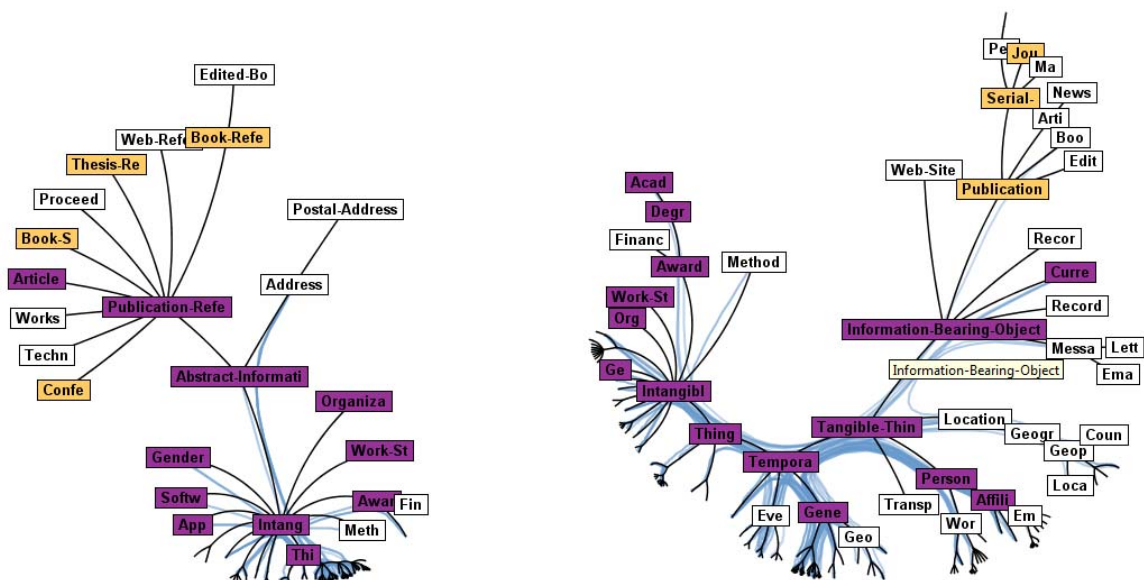 Edited-Bo
Web-Refe
Book-Refe
Thesis-Re
Proceed
Postal-Address
Book-S
Article
Address
Publication-Refe
Works
Techn
Confe
Abstract-Informati
Organiza
Gender
Work-St
Softw
Awar
Fin
App
Intang
Meth
Thi
Pe
Jou
Ma
Serial-
News
Arti
Boo
Edit
Web-Site
Publication
Acad
Degr
Financ
Award
Method
Recor
Curre
Work-St
Org
Record
Information-Bearing-Object
Messa
Lett
Ema
Information-Bearing-Object
Ge
Intangibl
Thing
Tangible-Thin
Location
Geogr
Coun
Geop
Loca
Tempora
Person
Affili
Transp
Em
Wor
Eve
Gene
Geo